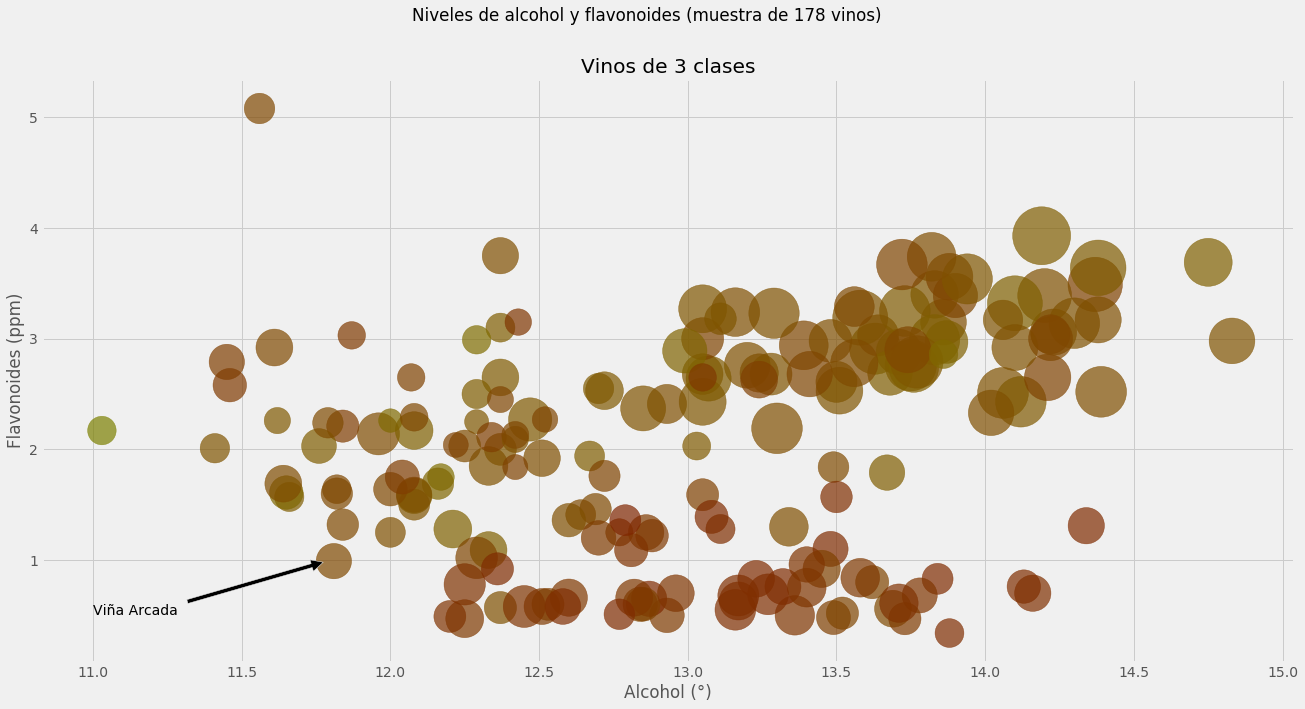 Niveles de alcohol y flavonoides (muestra de 178 vinos)
Vinos de 3 clases
Flavonoides (ppm)
5
4
3
2
1
Viña Arcada
11.0 11.5 12.0 12.5 13.0 13.5 14.0 14.5 15.0
Alcohol (°)